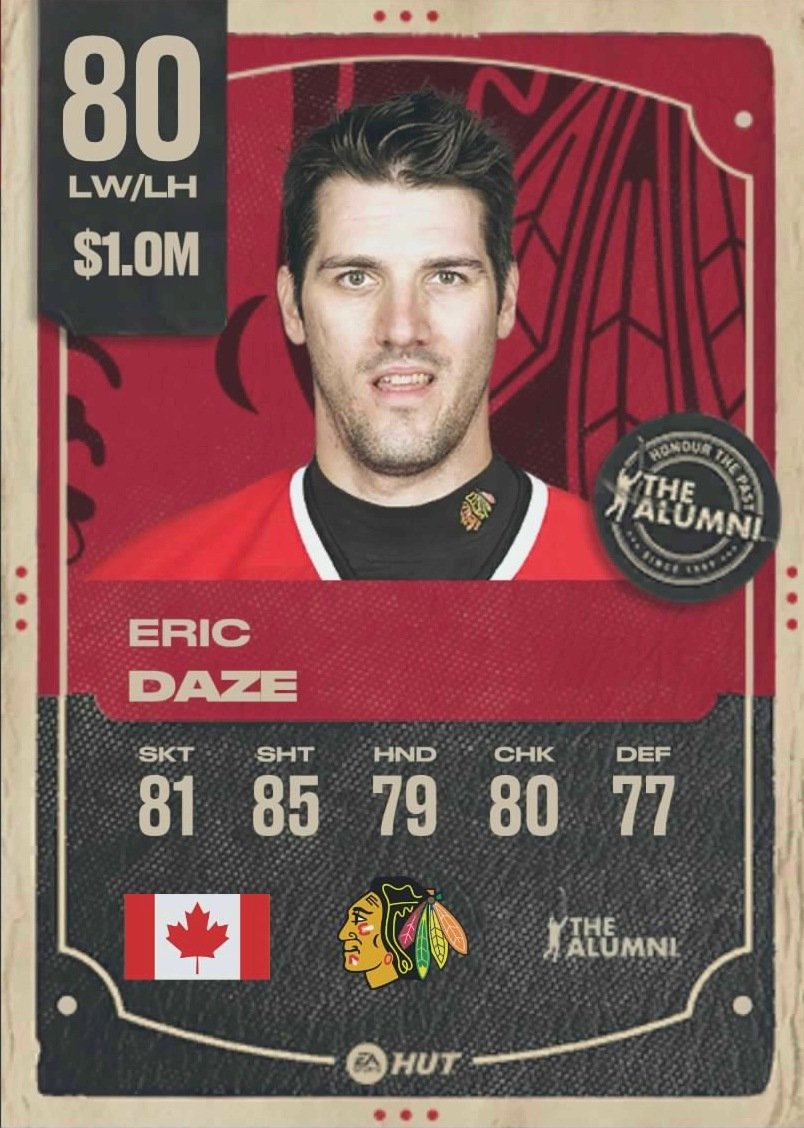 80
LW/LH
$1.0M
HONOUR THE PAST
THE
ALUMNI
ERIC
DAZE
SKT SHT HND CHK DEF
81 85 79 80 77
THE
ALUMNI
EA
HUT